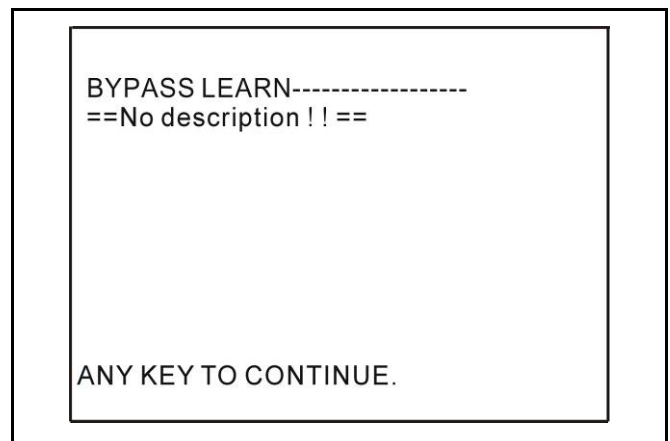 BYPASS LEARN------------------
==No description ! ! ==
ANY KEY TO CONTINUE.